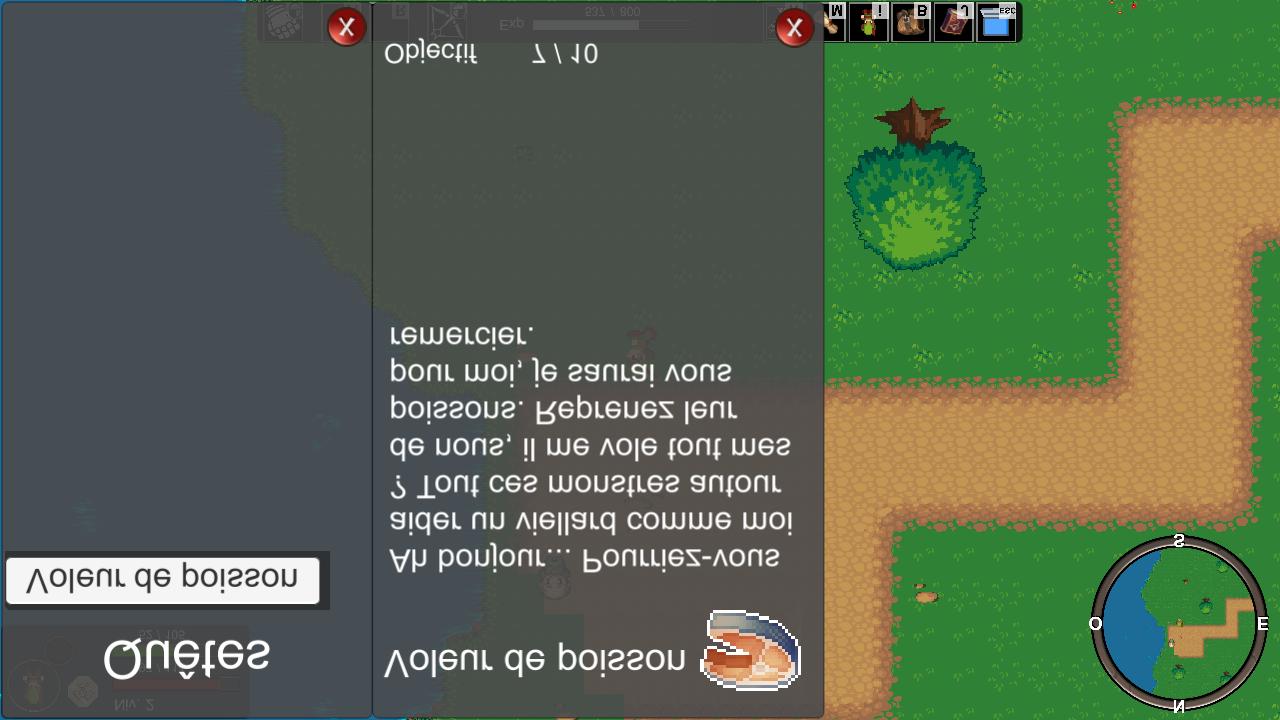 Quêtes
Voleur de poisson
Voleur de poisson
Ah bonjour... Pourriez-vous
aider un viellard comme moi
? Tout ces monstres autour
de nous, il me vole tout mes
poissons. Reprenez leur
pour moi, je saurai vous
remercier.
Objectif 7 / 10
X
X
Niv. 2
Exp 537 / 800
M I B J ESC
N
O E
S